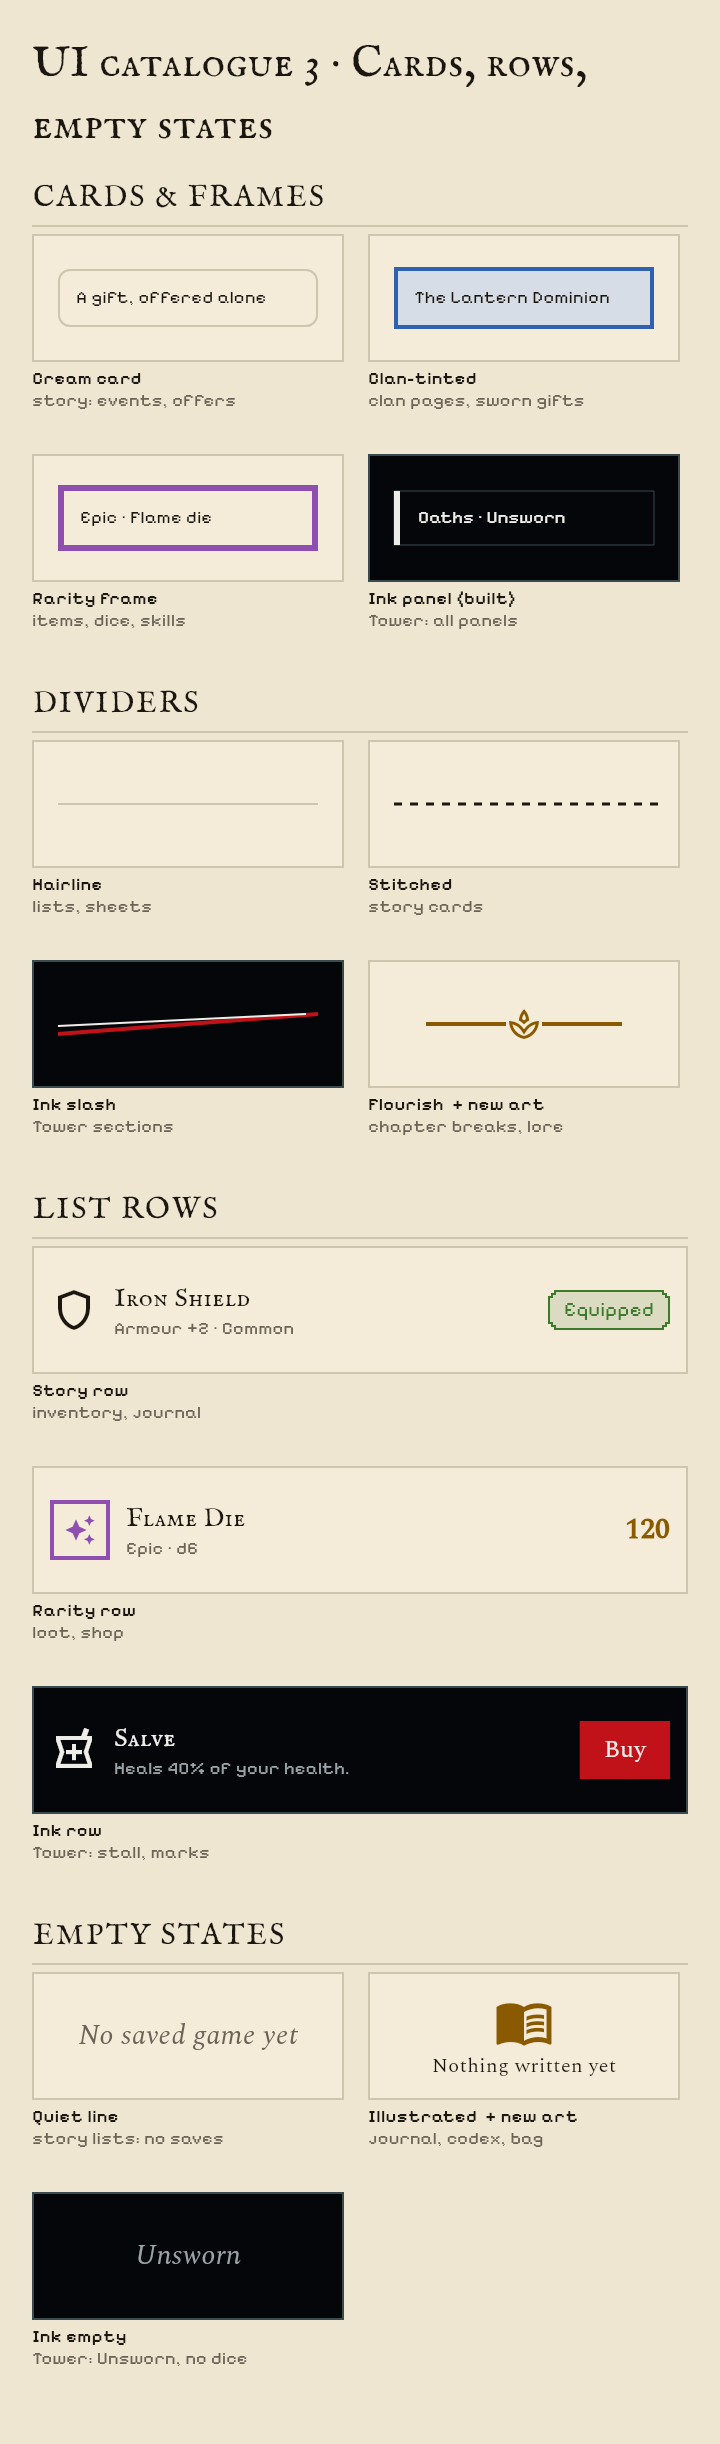 UI catalogue 3 · Cards, rows,
empty states
CARDS & FRAMES
A gift, offered alone
The Lantern Dominion
Cream card
story: events, offers
Clan-tinted
clan pages, sworn gifts
Epic · Flame die
Oaths · Unsworn
Rarity frame
items, dice, skills
Ink panel (built)
Tower: all panels
DIVIDERS
Hairline
lists, sheets
Stitched
story cards
Ink slash
Tower sections
Flourish + new art
chapter breaks, lore
LIST ROWS
Iron Shield
Armour +2 · Common
Equipped
Story row
inventory, journal
Flame Die
Epic · d6
120
Rarity row
loot, shop
Salve
Heals 40% of your health.
Buy
Ink row
Tower: stall, marks
EMPTY STATES
No saved game yet
Nothing written yet
Quiet line
story lists: no saves
Illustrated + new art
journal, codex, bag
Unsworn
Ink empty
Tower: Unsworn, no dice